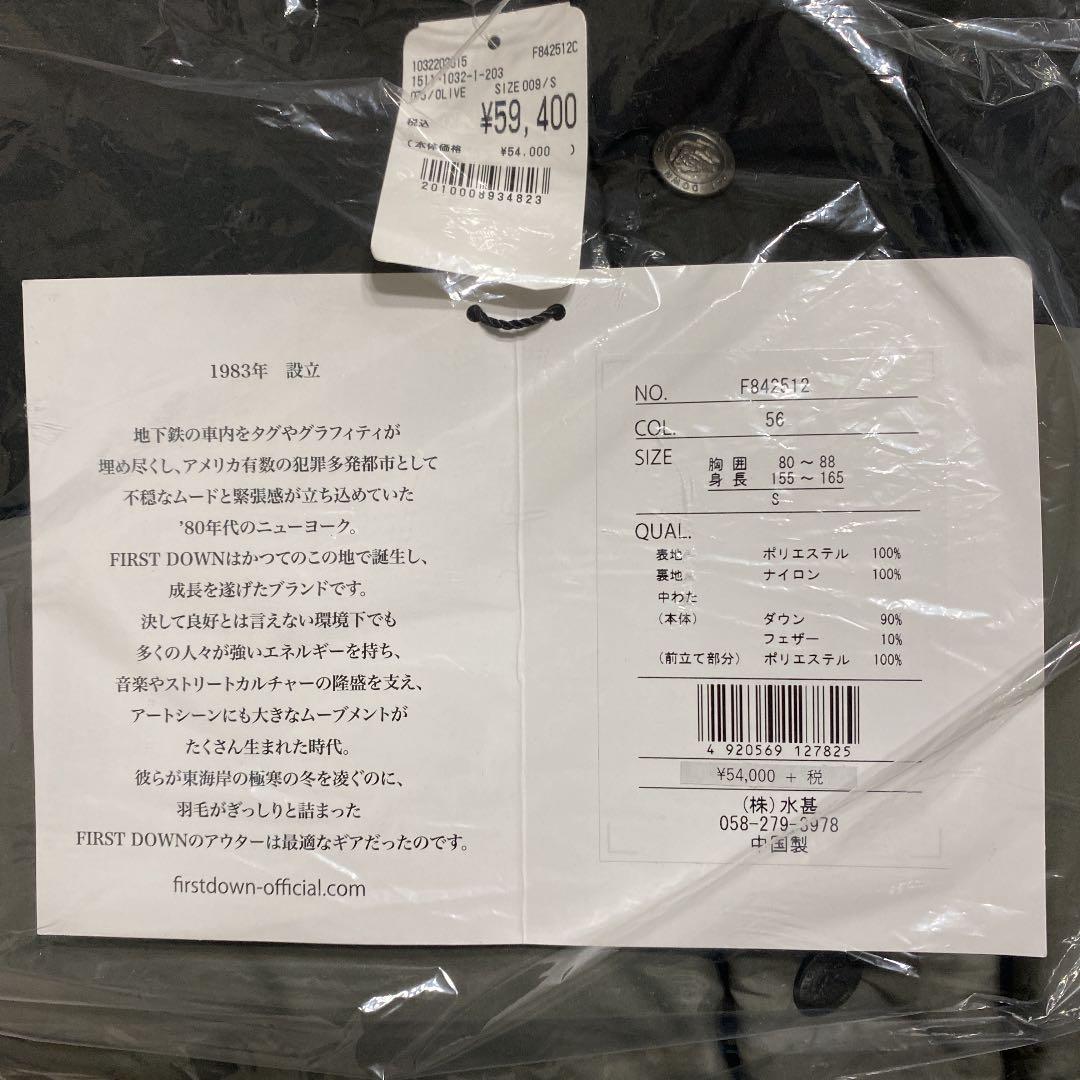 F842512C
1511-1032-1-203
/OLIVE SIZE 009/S
税込 ¥59,400
(本体価格 ¥54,000 )
2010008934823
DOWN
1983年 設立
地下鉄の車内をタグやグラフィティが
埋め尽くし、アメリカ有数の犯罪多発都市として
不穏なムードと緊張感が立ち込めていた
’80年代のニューヨーク。
FIRST DOWNはかつてのこの地で誕生し、
成長を遂げたブランドです。
決して良好とは言えない環境下でも
多くの人々が強いエネルギーを持ち、
音楽やストリートカルチャーの隆盛を支え、
アートシーンにも大きなムーブメントが
たくさん生まれた時代。
彼らが東海岸の極寒の冬を凌ぐのに、
羽毛がぎっしりと詰まった
FIRST DOWNのアウターは最適なギアだったのです。
firstdown-official.com
NO. F842512
COL. 56
SIZE 胸囲 80～88
身長 155～165
S
QUAL.
表地 ポリエステル 100%
裏地 ナイロン 100%
中わた
(本体) ダウン 90%
フェザー 10%
(前立て部分) ポリエステル 100%
4 920569 127825
¥54,000 + 税
(株)水甚
058-279-3978
中国製